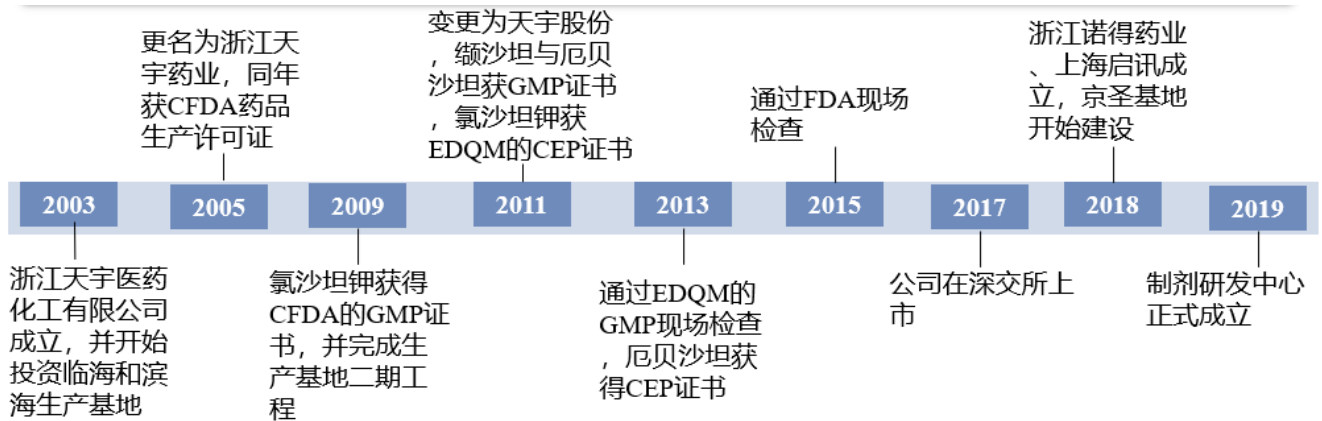 更名为浙江天
宇药业，同年
获CFDA药品
生产许可证
变更为天宇股份
，缬沙坦与厄贝
沙坦获GMP证书
，氯沙坦钾获
EDQM的CEP证书
通过FDA现场
检查
浙江诺得药业
、上海启讯成
立，京圣基地
开始建设
2003
2005
2009
2011
2013
2015
2017
2018
2019
浙江天宇医药
化工有限公司
成立，并开始
投资临海和滨
海生产基地
氯沙坦钾获得
CFDA的GMP证
书，并完成生
产基地二期工
程
通过EDQM的
GMP现场检查
，厄贝沙坦获
得CEP证书
公司在深交所上
市
制剂研发中心
正式成立